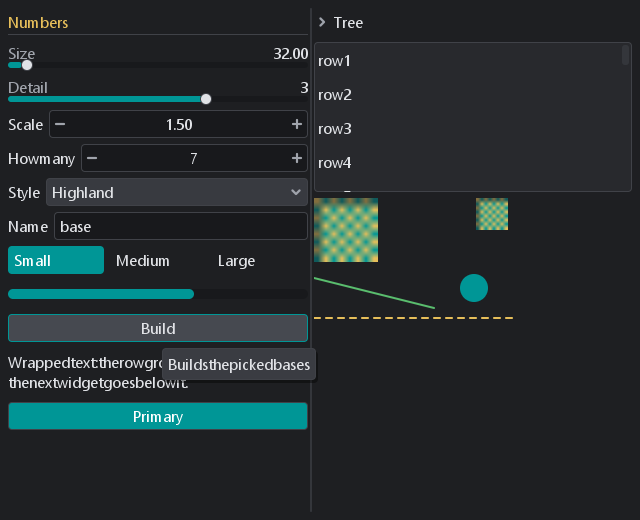 Numbers
Size 32.00
Detail 3
Scale − 1.50 +
Howmany − 7 +
Style Highland
Name base
Small Medium Large
Build
Buildsthepickedbases
Wrappedtext:therowgr
thenextwidgetgoesbelowit.
Primary
Tree
row1
row2
row3
row4